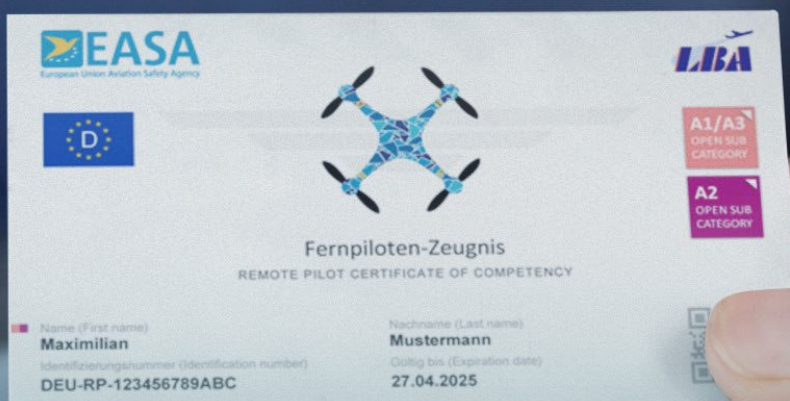 EASA
European Union Aviation Safety Agency
LBA
D
A1/A3
OPEN SUB
CATEGORY
A2
OPEN SUB
CATEGORY
Fernpiloten-Zeugnis
REMOTE PILOT CERTIFICATE OF COMPETENCY
Name (First name)
Nachname (Last name)
Maximilian
Mustermann
Identifizierungsnummer (Identification number)
Gültig bis (Expiration date)
DEU-RP-123456789ABC
27.04.2025